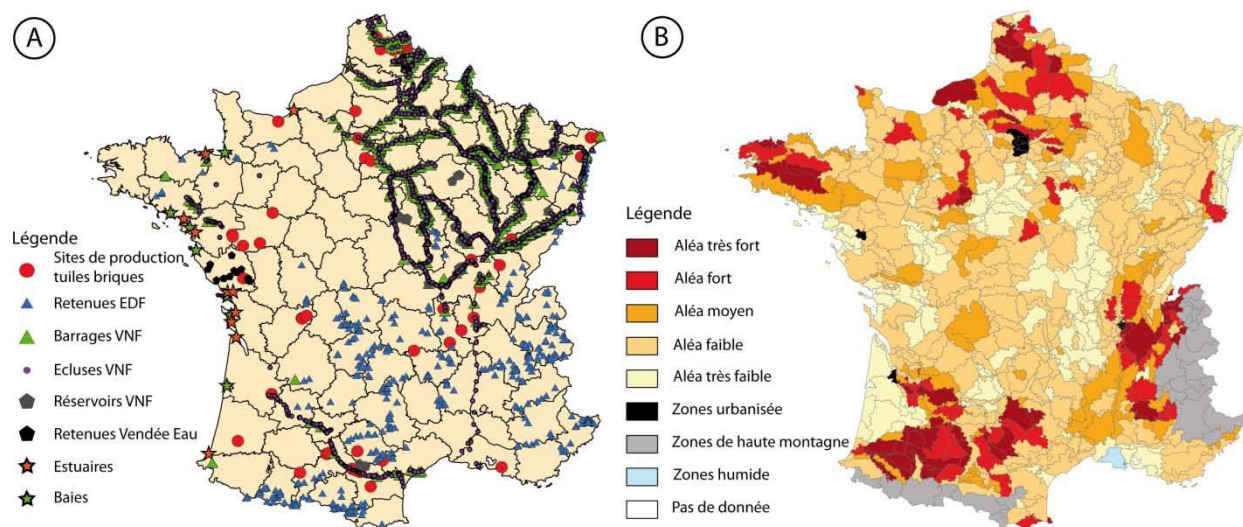 A
Légende
Sites de production
tuiles briques
Retenues EDF
Barrages VNF
Ecluses VNF
Réservoirs VNF
Retenues Vendée Eau
Estuaires
Baies
B
Légende
Aléa très fort
Aléa fort
Aléa moyen
Aléa faible
Aléa très faible
Zones urbanisée
Zones de haute montagne
Zones humide
Pas de donnée